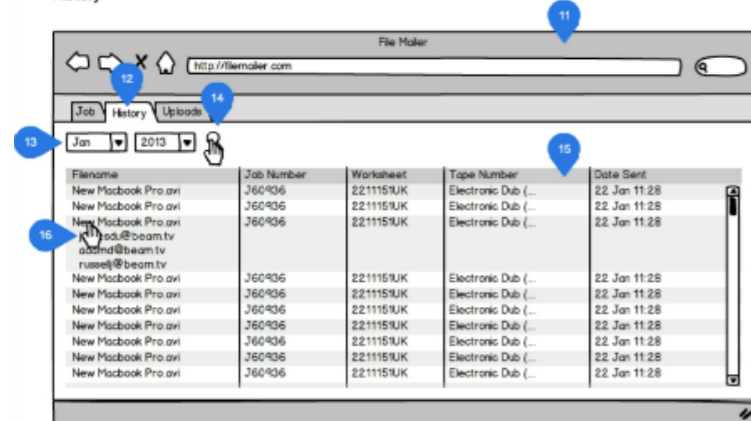 11
File Mailer
http://filemailer.com
12
14
Job History Uploads
13 Jan 2013
15
Filename Job Number Worksheet Tape Number Date Sent
New Macbook Pro.avi J60936 2211151UK Electronic Dub (... 22 Jan 11:28
New Macbook Pro.avi J60936 2211151UK Electronic Dub (... 22 Jan 11:28
New Macbook Pro.avi J60936 2211151UK Electronic Dub (... 22 Jan 11:28
16
russellj@beam.tv
New Macbook Pro.avi J60936 2211151UK Electronic Dub (... 22 Jan 11:28
New Macbook Pro.avi J60936 2211151UK Electronic Dub (... 22 Jan 11:28
New Macbook Pro.avi J60936 2211151UK Electronic Dub (... 22 Jan 11:28
New Macbook Pro.avi J60936 2211151UK Electronic Dub (... 22 Jan 11:28
New Macbook Pro.avi J60936 2211151UK Electronic Dub (... 22 Jan 11:28
New Macbook Pro.avi J60936 2211151UK Electronic Dub (... 22 Jan 11:28
New Macbook Pro.avi J60936 2211151UK Electronic Dub (... 22 Jan 11:28